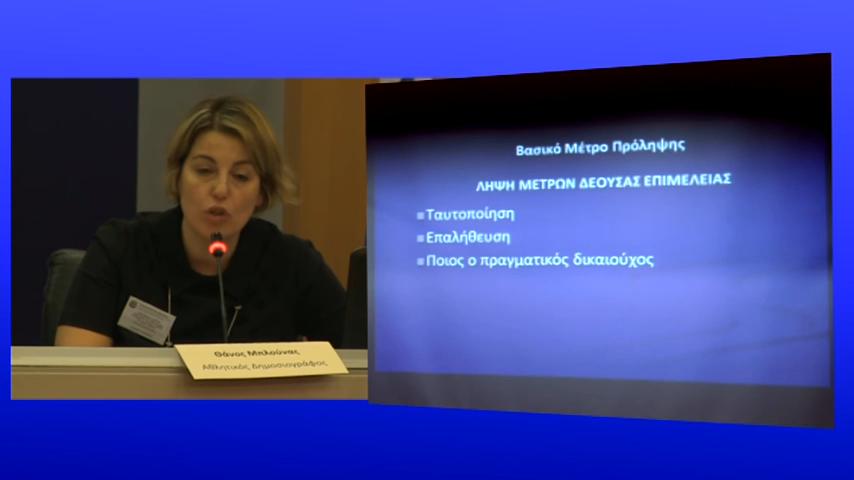 Βασικό Μέτρο Πρόληψης
ΛΗΨΗ ΜΕΤΡΩΝ ΔΕΟΥΣΑΣ ΕΠΙΜΕΛΕΙΑΣ
Ταυτοποίηση
Επαλήθευση
Ποιος ο πραγματικός δικαιούχος
Θάνος Μπλούνας
Αθλητικός Δημοσιογράφος